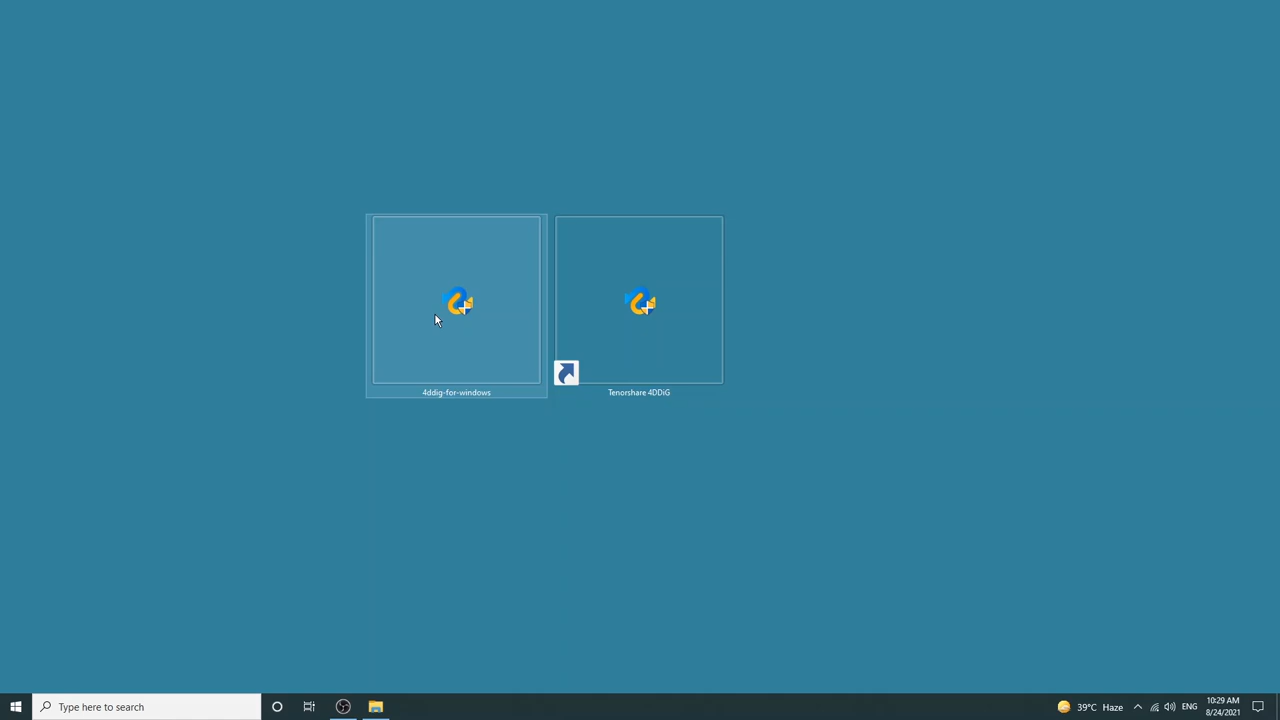 4ddig-for-windows
Tenorshare 4DDiG
Type here to search
39°C Haze
ENG
10:29 AM
8/24/2021